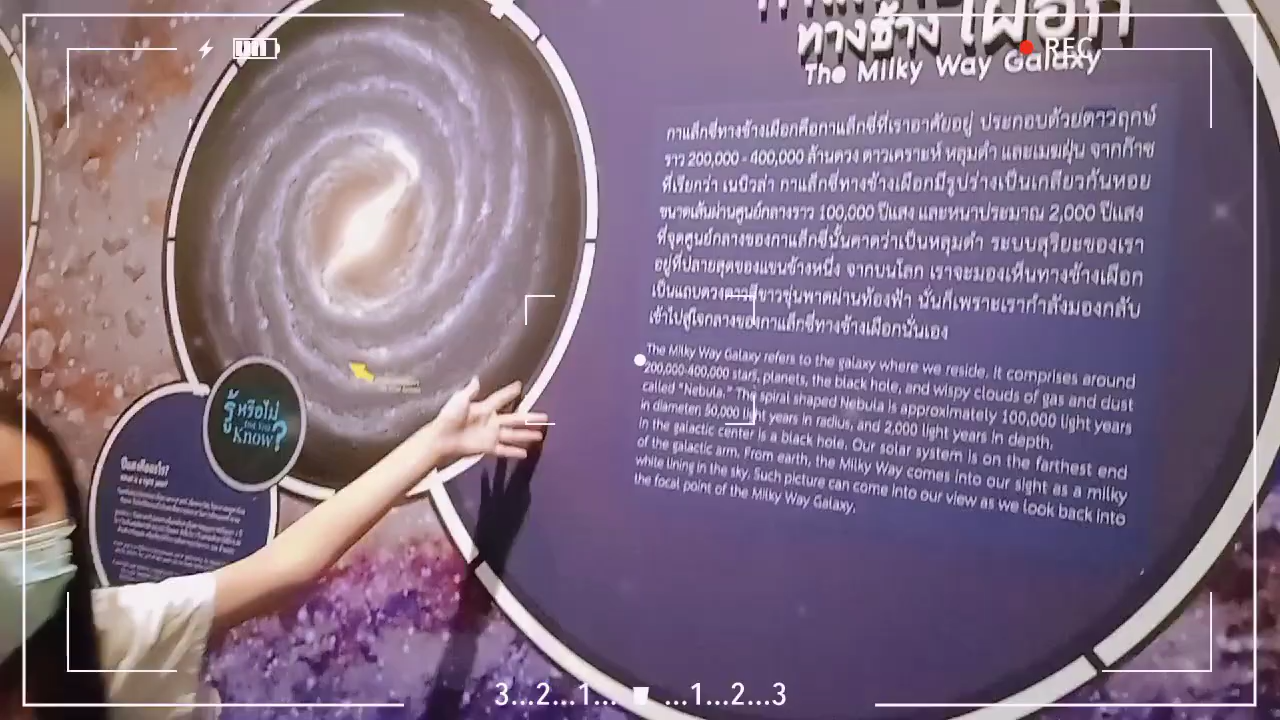 ทางช้าง เผือก
REC
The Milky Way Galaxy
กาแล็กซี่ทางช้างเผือกคือกาแล็กซี่ที่เราอาศัยอยู่ ประกอบด้วยดาวฤกษ์
ราว 200,000 - 400,000 ล้านดวง ดาวเคราะห์ หลุมดำ และเมฆฝุ่น จากก๊าซ
ที่เรียกว่า เนบิวล่า กาแล็กซี่ทางช้างเผือกมีรูปร่างเป็นเกลียวก้นหอย
ขนาดเส้นผ่านศูนย์กลางราว 100,000 ปีแสง และหนาประมาณ 2,000 ปีแสง
ที่จุดศูนย์กลางของกาแล็กซี่นั้นคาดว่าเป็นหลุมดำ ระบบสุริยะของเรา
อยู่ที่ปลายสุดของแขนข้างหนึ่ง จากบนโลก เราจะมองเห็นทางช้างเผือก
เป็นแถบดวงดาวสีขาวขุ่นพาดผ่านท้องฟ้า นั่นก็เพราะเรากำลังมองกลับ
เข้าไปสู่ใจกลางของกาแล็กซี่ทางช้างเผือกนั่นเอง
The Milky Way Galaxy refers to the galaxy where we reside. It comprises around
200,000-400,000 stars, planets, the black hole, and wispy clouds of gas and dust
called "Nebula." The spiral shaped Nebula is approximately 100,000 light years
in diameter, 50,000 light years in radius, and 2,000 light years in depth.
In the galactic center is a black hole. Our solar system is on the farthest end
of the galactic arm. From earth, the Milky Way comes into our sight as a milky
white lining in the sky. Such picture can come into our view as we look back into
the focal point of the Milky Way Galaxy.
รู้หรือไม่
Did You
Know?
ปีแสงคืออะไร?
What is a light year?
3...2...1... ...1...2...3